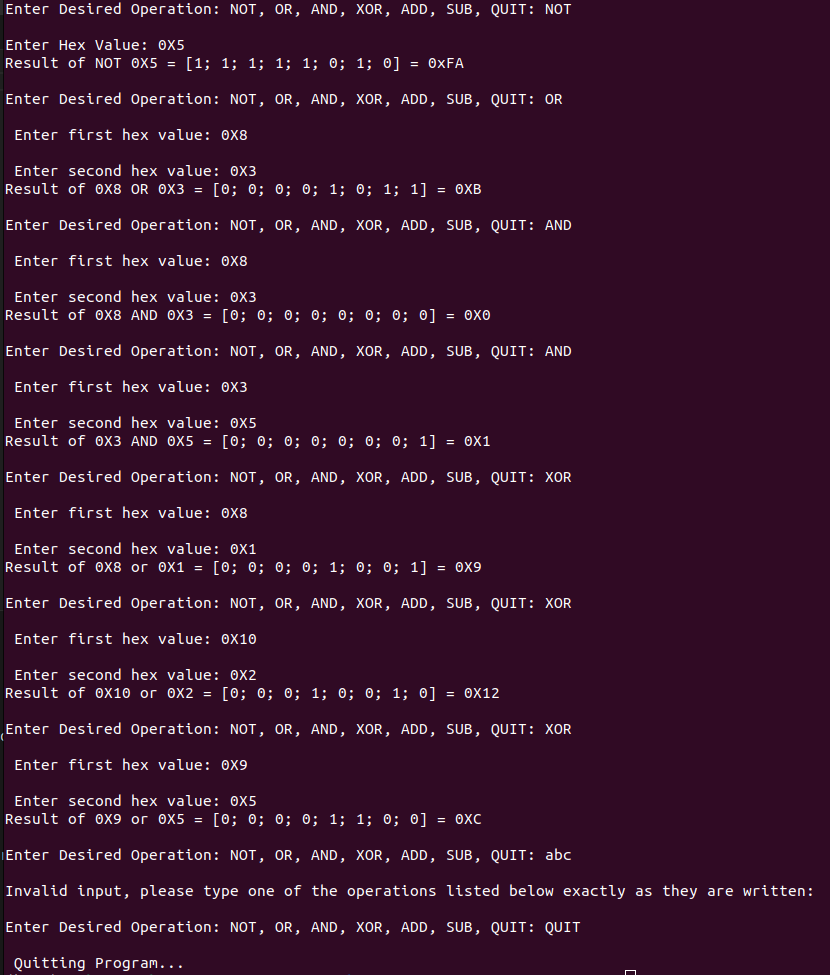 Enter Desired Operation: NOT, OR, AND, XOR, ADD, SUB, QUIT: NOT
Enter Hex Value: 0X5
Result of NOT 0X5 = [1; 1; 1; 1; 1; 0; 1; 0] = 0xFA
Enter Desired Operation: NOT, OR, AND, XOR, ADD, SUB, QUIT: OR
Enter first hex value: 0X8
Enter second hex value: 0X3
Result of 0X8 OR 0X3 = [0; 0; 0; 0; 1; 0; 1; 1] = 0XB
Enter Desired Operation: NOT, OR, AND, XOR, ADD, SUB, QUIT: AND
Enter first hex value: 0X8
Enter second hex value: 0X3
Result of 0X8 AND 0X3 = [0; 0; 0; 0; 0; 0; 0; 0] = 0X0
Enter Desired Operation: NOT, OR, AND, XOR, ADD, SUB, QUIT: AND
Enter first hex value: 0X3
Enter second hex value: 0X5
Result of 0X3 AND 0X5 = [0; 0; 0; 0; 0; 0; 0; 1] = 0X1
Enter Desired Operation: NOT, OR, AND, XOR, ADD, SUB, QUIT: XOR
Enter first hex value: 0X8
Enter second hex value: 0X1
Result of 0X8 or 0X1 = [0; 0; 0; 0; 1; 0; 0; 1] = 0X9
Enter Desired Operation: NOT, OR, AND, XOR, ADD, SUB, QUIT: XOR
Enter first hex value: 0X10
Enter second hex value: 0X2
Result of 0X10 or 0X2 = [0; 0; 0; 1; 0; 0; 1; 0] = 0X12
Enter Desired Operation: NOT, OR, AND, XOR, ADD, SUB, QUIT: XOR
Enter first hex value: 0X9
Enter second hex value: 0X5
Result of 0X9 or 0X5 = [0; 0; 0; 0; 1; 1; 0; 0] = 0XC
Enter Desired Operation: NOT, OR, AND, XOR, ADD, SUB, QUIT: abc
Invalid input, please type one of the operations listed below exactly as they are written:
Enter Desired Operation: NOT, OR, AND, XOR, ADD, SUB, QUIT: QUIT
Quitting Program...